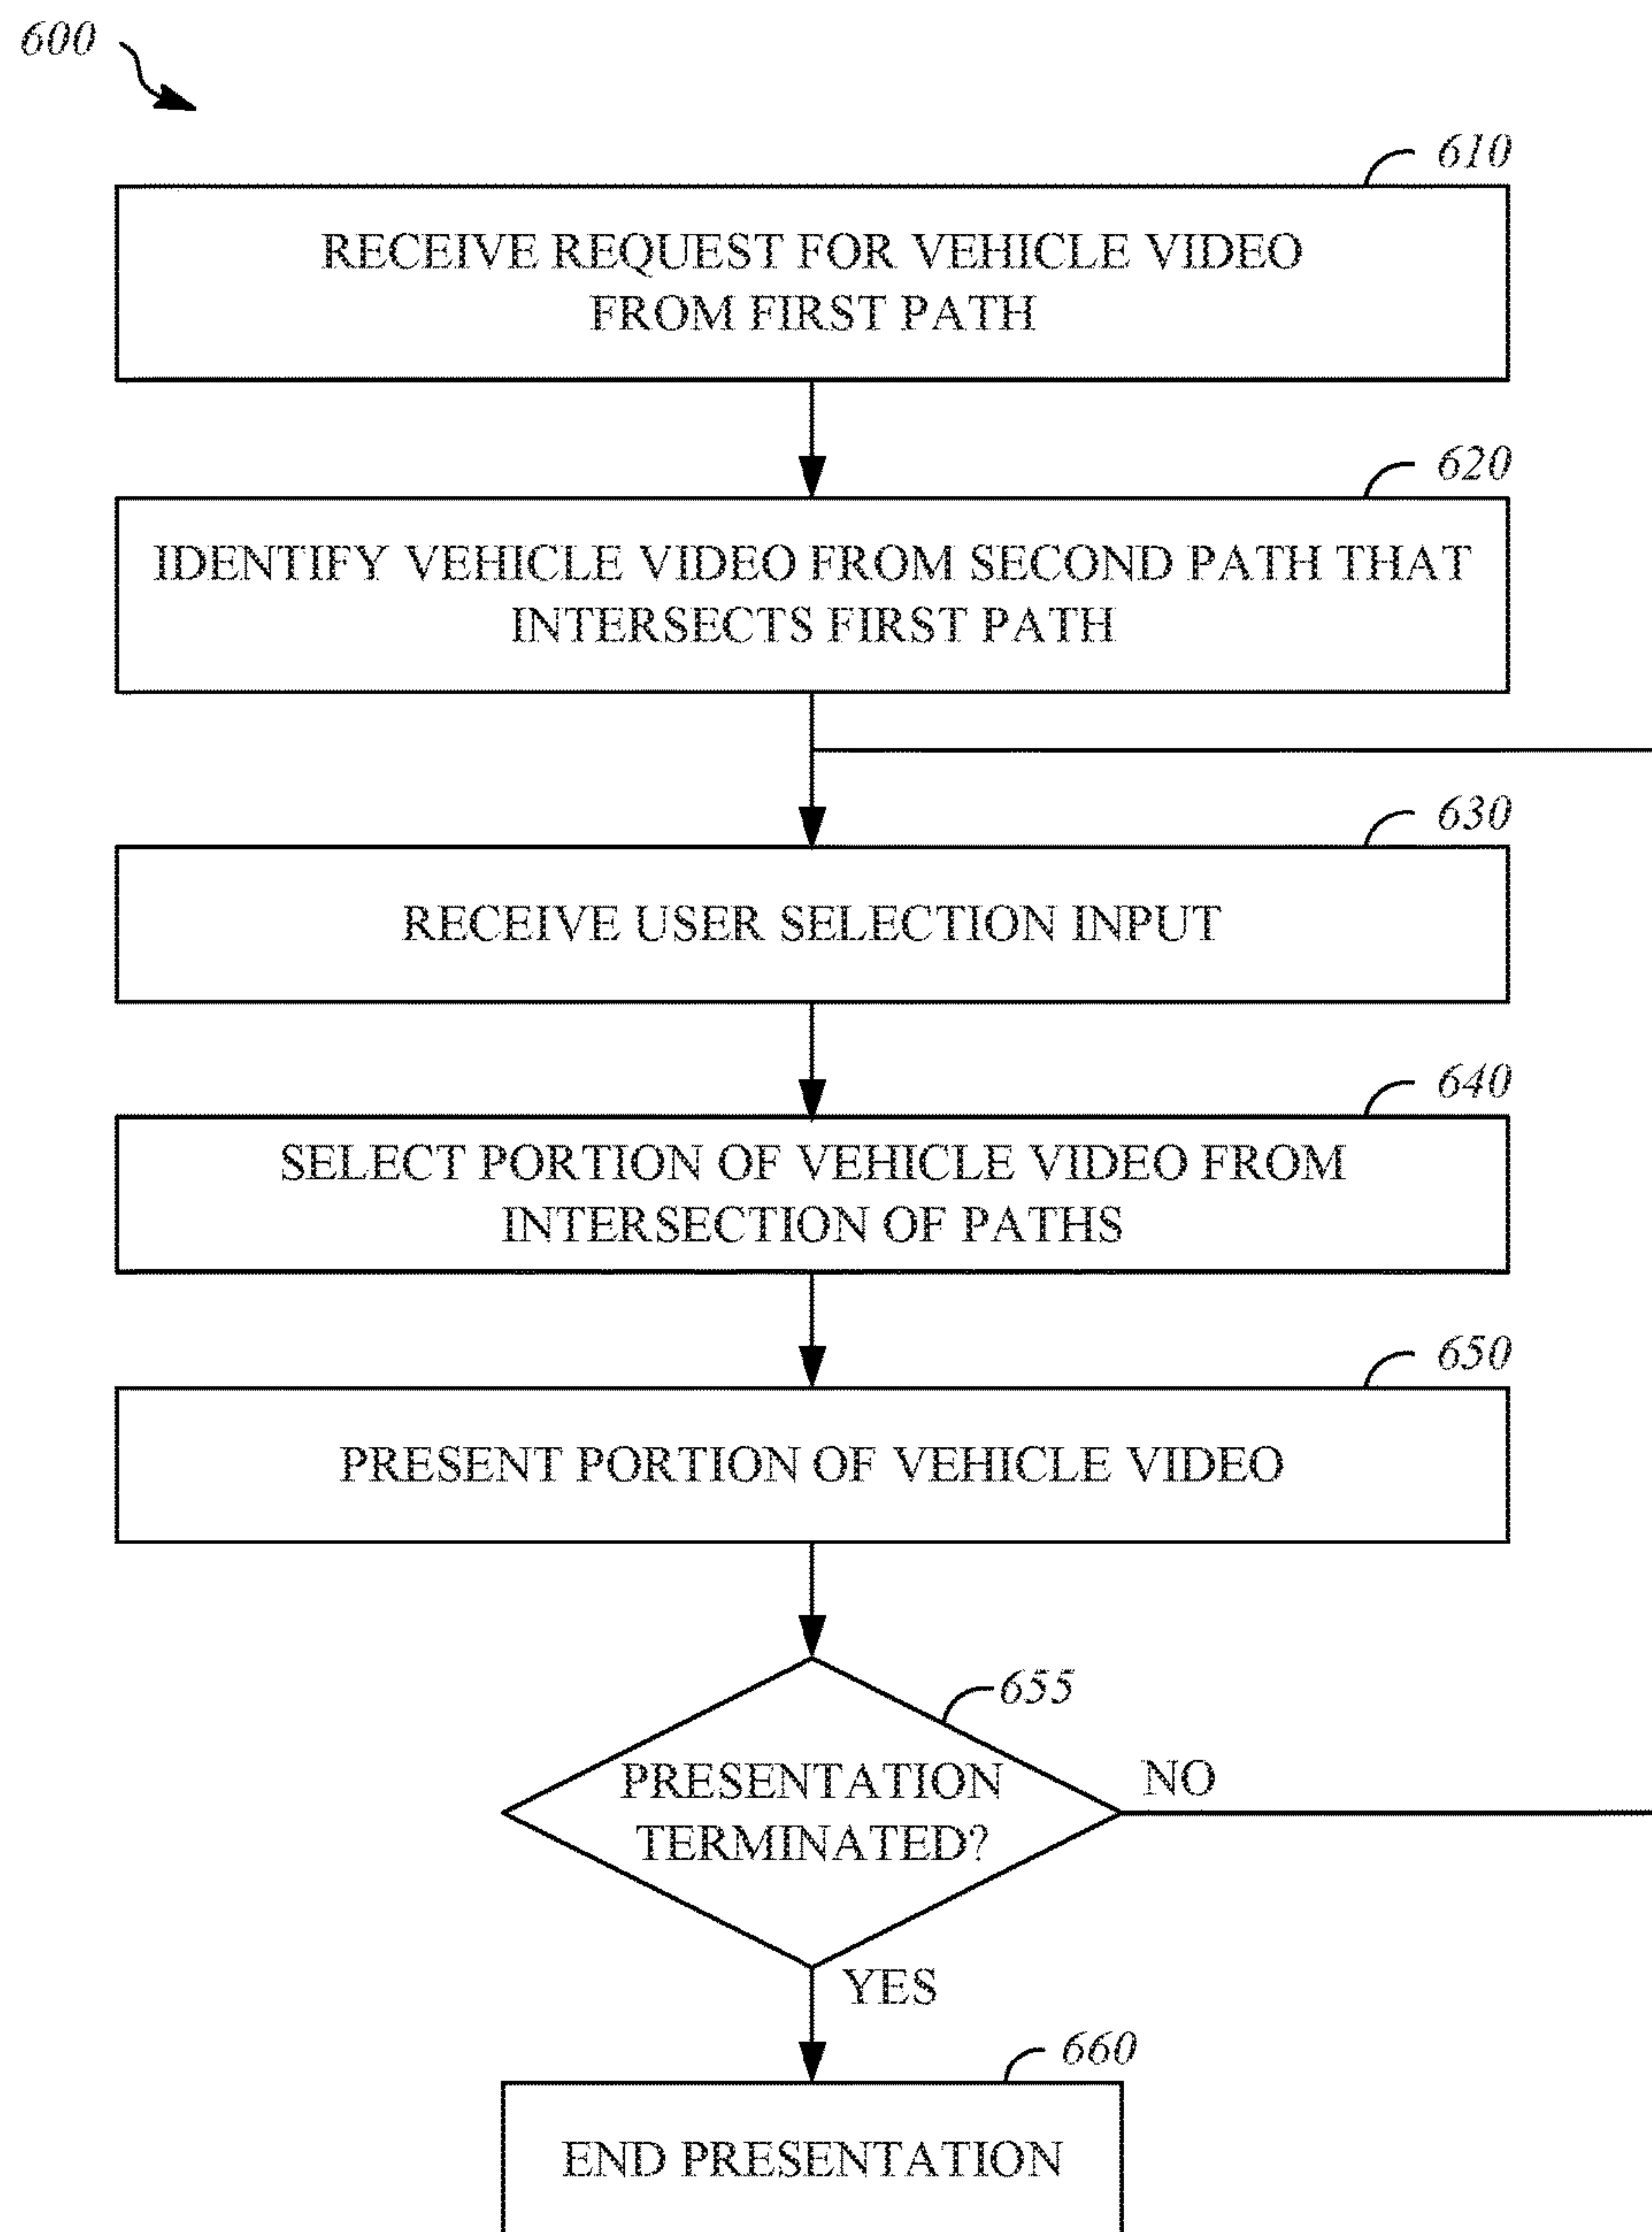 600
610
RECEIVE REQUEST FOR VEHICLE VIDEO
FROM FIRST PATH
620
IDENTIFY VEHICLE VIDEO FROM SECOND PATH THAT
INTERSECTS FIRST PATH
630
RECEIVE USER SELECTION INPUT
640
SELECT PORTION OF VEHICLE VIDEO FROM
INTERSECTION OF PATHS
650
PRESENT PORTION OF VEHICLE VIDEO
655
PRESENTATION
TERMINATED?
NO
YES
660
END PRESENTATION